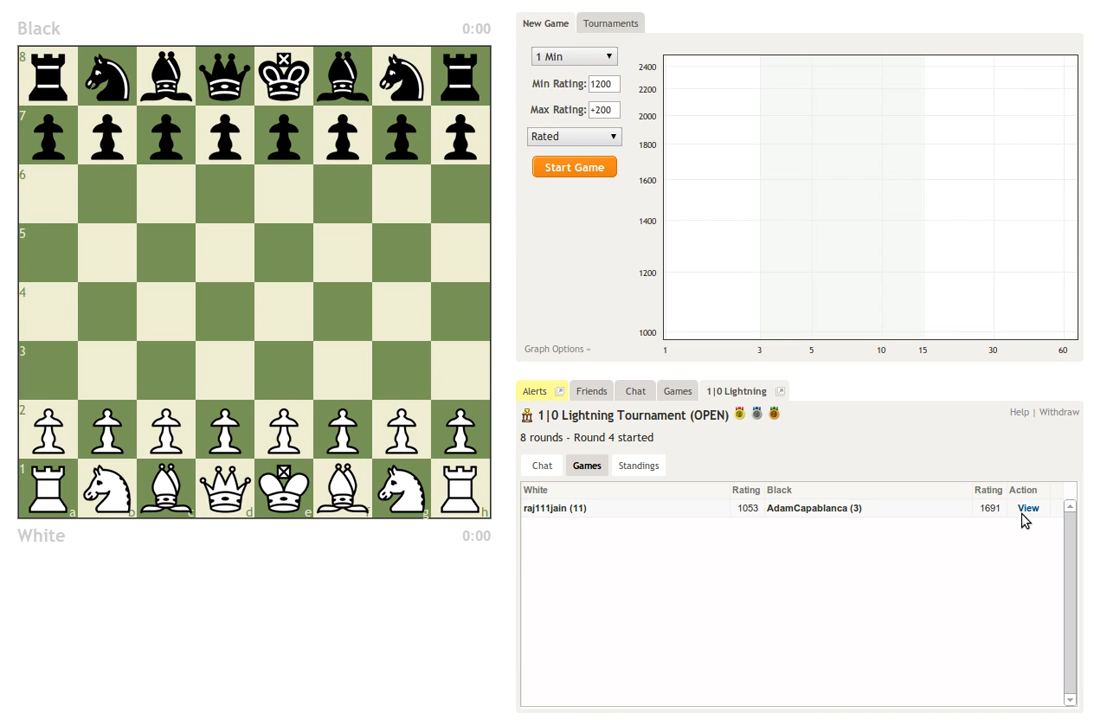 Black 0:00
8
7
6
5
4
3
2
1
a b c d e f g h
White 0:00
New Game Tournaments
1 Min
Min Rating: 1200
Max Rating: +200
Rated
Start Game
2400
2200
2000
1800
1600
1400
1200
1000
1 3 5 10 15 30 60
Graph Options »
Alerts Friends Chat Games 1|0 Lightning
1|0 Lightning Tournament (OPEN)
Help | Withdraw
8 rounds - Round 4 started
Chat Games Standings
White Rating Black Rating Action
raj111jain (11) 1053 AdamCapablanca (3) 1691 View